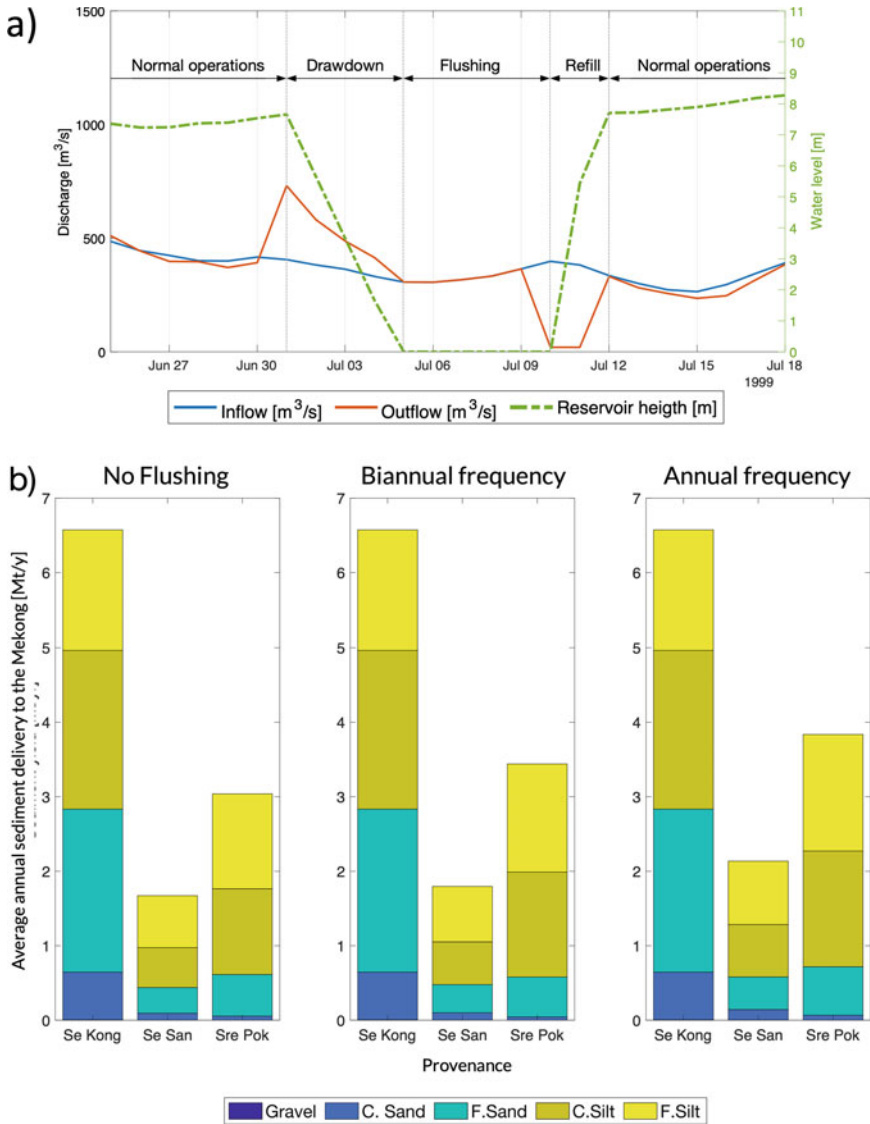 a)
1500
1000
500
0
Discharge [m³/s]
Normal operations Drawdown Flushing Refill Normal operations
11
10
9
8
7
6
5
4
3
2
1
0
Water level [m]
Jun 27 Jun 30 Jul 03 Jul 06 Jul 09 Jul 12 Jul 15 Jul 18
1999
Inflow [m³/s] Outflow [m³/s] Reservoir heigth [m]
b)
No Flushing Biannual frequency Annual frequency
Average annual sediment delivery to the Mekong [Mt/y]
7 7 7
6 6 6
5 5 5
4 4 4
3 3 3
2 2 2
1 1 1
0 0 0
Se Kong Se San Sre Pok Se Kong Se San Sre Pok Se Kong Se San Sre Pok
Provenance
Gravel C. Sand F.Sand C.Silt F.Silt